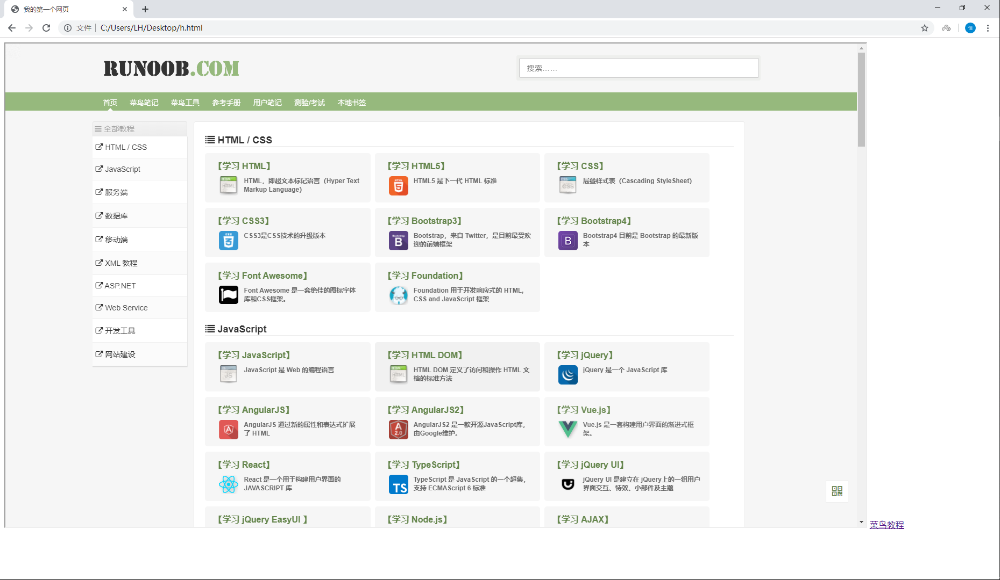 我的第一个网页
文件 C:/Users/LH/Desktop/h.html
恒
RUNOOB.COM
搜索……
首页 菜鸟笔记 菜鸟工具 参考手册 用户笔记 测验/考试 本地书签
全部教程
HTML / CSS
JavaScript
服务端
数据库
移动端
XML 教程
ASP.NET
Web Service
开发工具
网站建设
HTML / CSS
【学习 HTML】
HTML
HTML，即超文本标记语言（Hyper Text
Markup Language）
【学习 HTML5】
HTML5 是下一代 HTML 标准
【学习 CSS】
CSS
层叠样式表（Cascading StyleSheet)
【学习 CSS3】
CSS3是CSS技术的升级版本
【学习 Bootstrap3】
Bootstrap
B
Bootstrap，来自 Twitter，是目前最受欢
迎的前端框架
【学习 Bootstrap4】
B
Bootstrap4 目前是 Bootstrap 的最新版
本
【学习 Font Awesome】
Font Awesome 是一套绝佳的图标字体
库和CSS框架。
【学习 Foundation】
Foundation 用于开发响应式的 HTML,
CSS and JavaScript 框架
JavaScript
【学习 JavaScript】
JS
JavaScript 是 Web 的编程语言
【学习 HTML DOM】
HTML
HTML DOM 定义了访问和操作 HTML 文
档的标准方法
【学习 jQuery】
jQuery 是一个 JavaScript 库
【学习 AngularJS】
A
AngularJS 通过新的属性和表达式扩展
了 HTML
【学习 AngularJS2】
A
2.0
AngularJS2 是一款开源JavaScript库，
由Google维护。
【学习 Vue.js】
Vue.js 是一套构建用户界面的渐进式框
架。
【学习 React】
React 是一个用于构建用户界面的
JAVASCRIPT 库
【学习 TypeScript】
TS
TypeScript 是 JavaScript 的一个超集，
支持 ECMAScript 6 标准
【学习 jQuery UI】
jQuery UI 是建立在 jQuery上的一组用户
界面交互、特效、小部件及主题
【学习 jQuery EasyUI 】
【学习 Node.js】
【学习 AJAX】
菜鸟教程